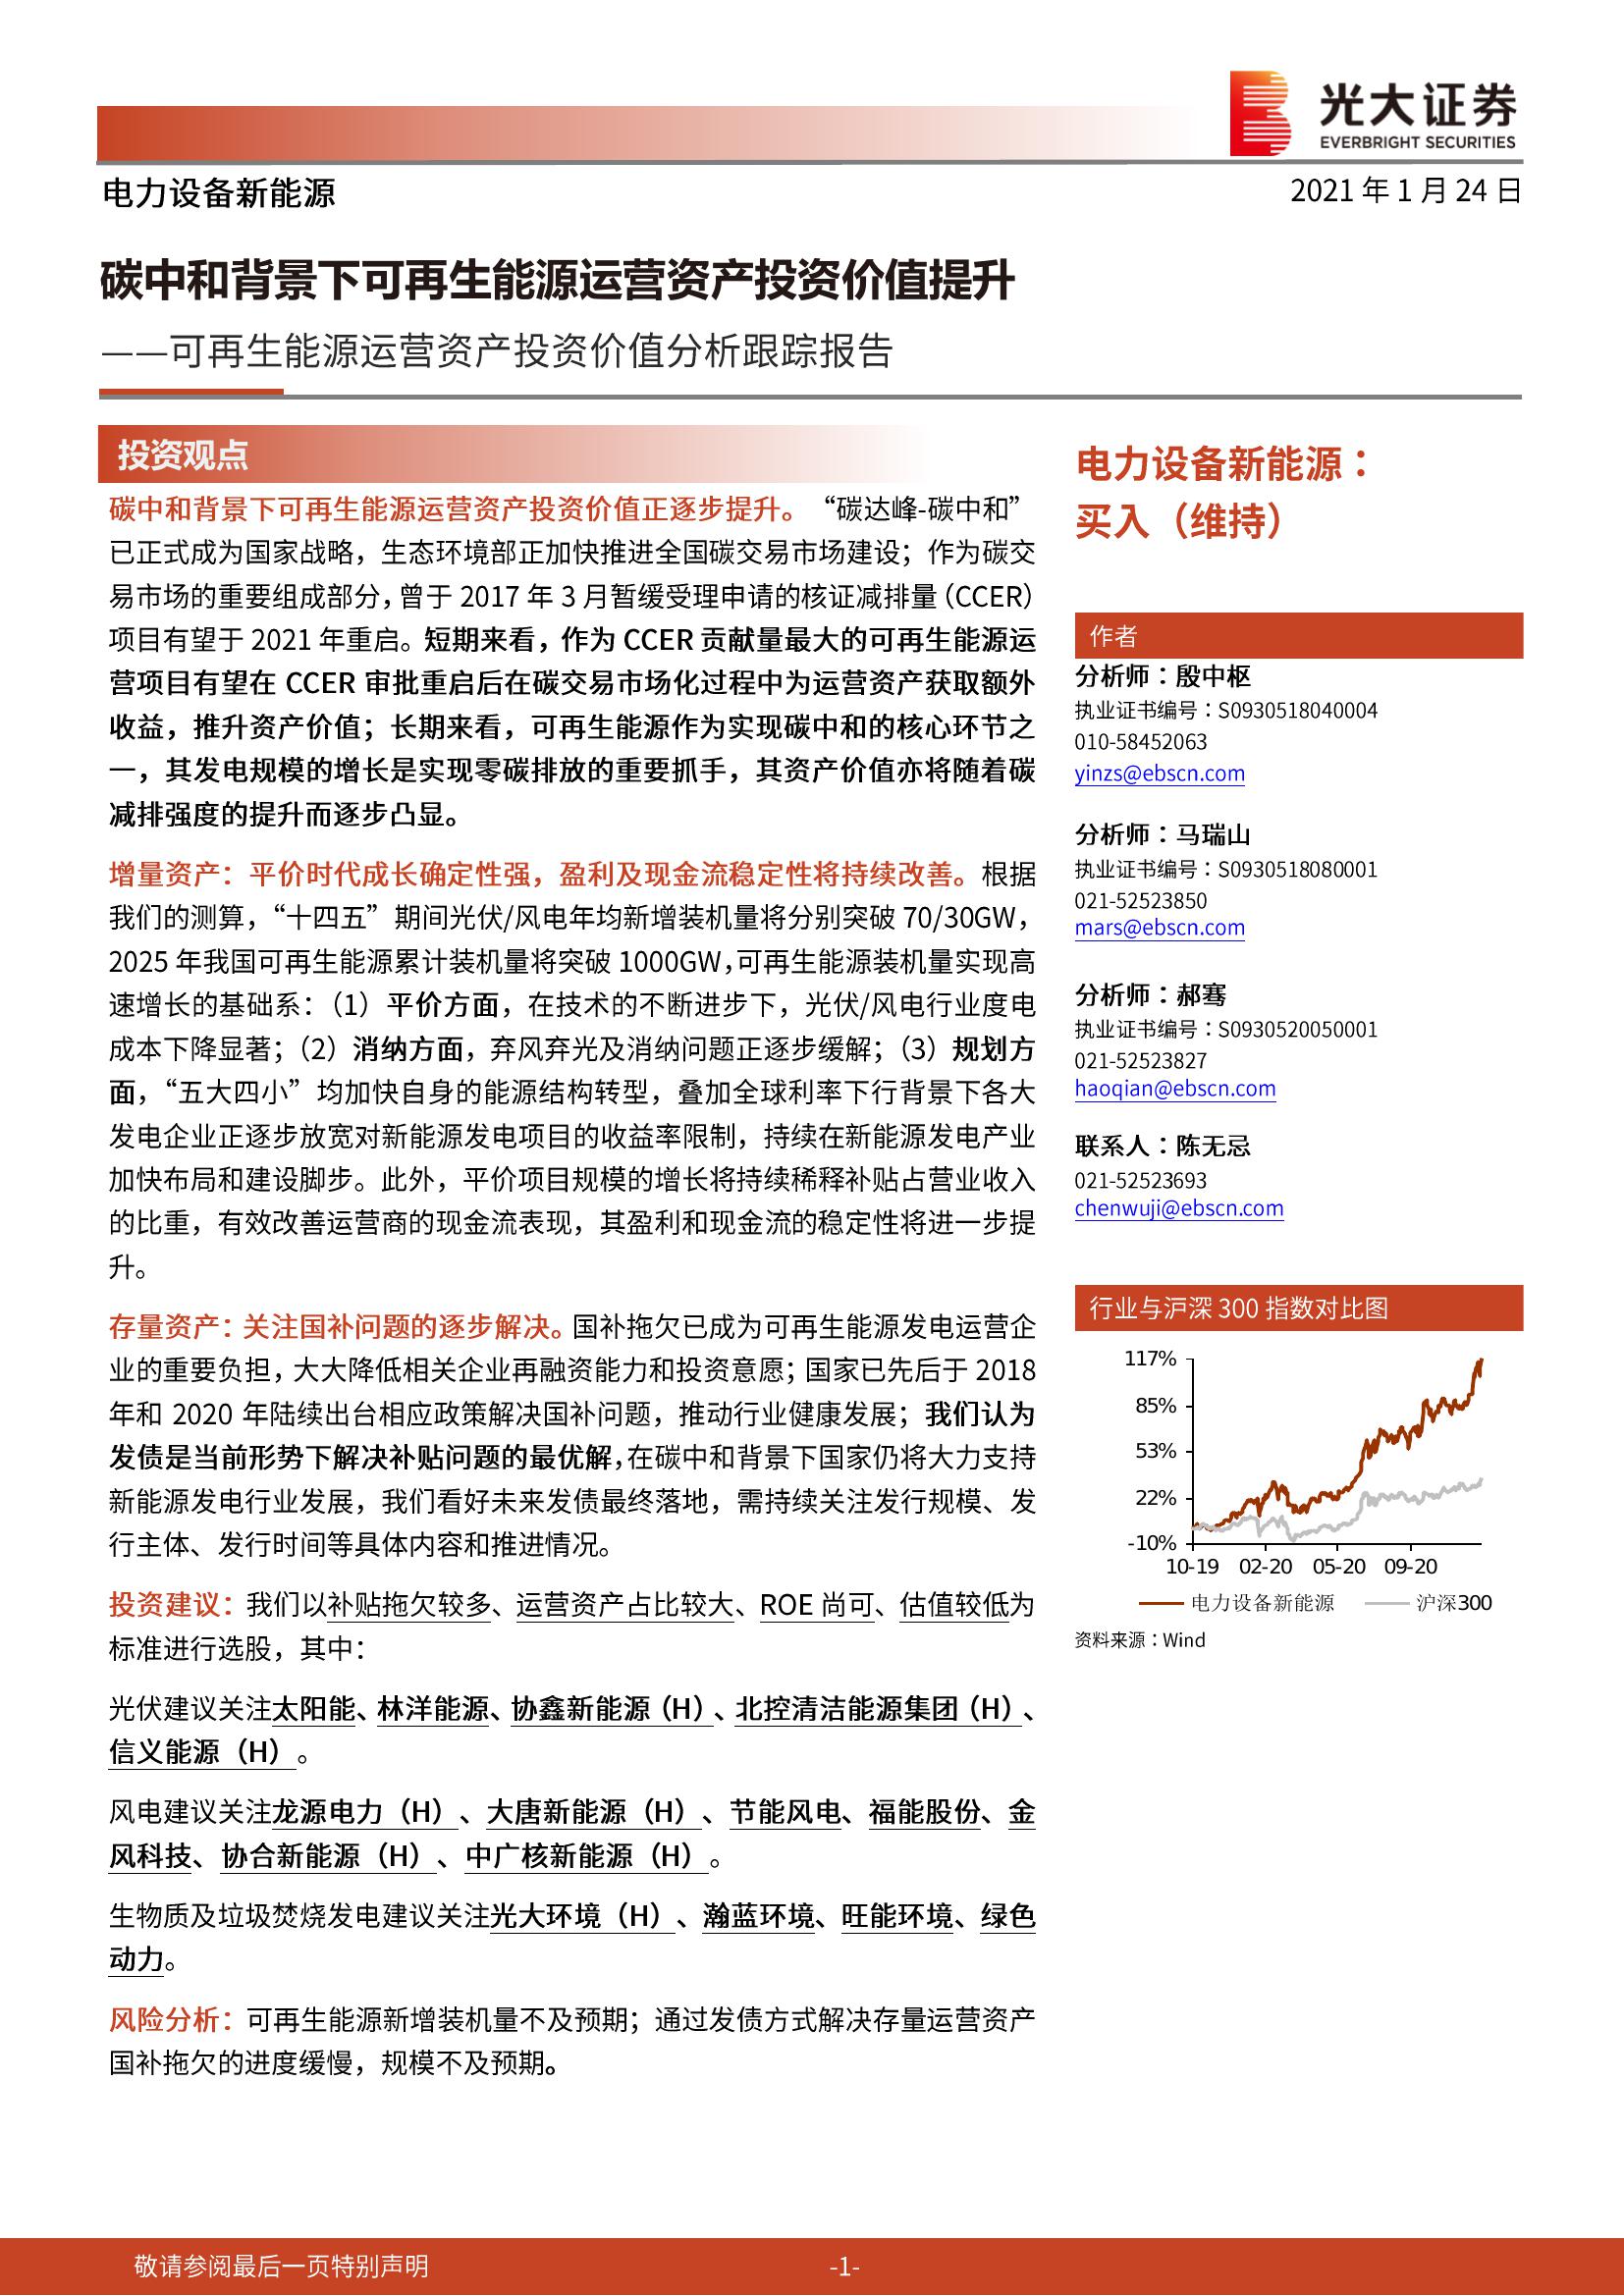 光大证券
EVERBRIGHT SECURITIES
电力设备新能源
2021 年 1 月 24 日
碳中和背景下可再生能源运营资产投资价值提升
——可再生能源运营资产投资价值分析跟踪报告
投资观点
碳中和背景下可再生能源运营资产投资价值正逐步提升。“碳达峰-碳中和”
已正式成为国家战略，生态环境部正加快推进全国碳交易市场建设；作为碳交
易市场的重要组成部分，曾于 2017 年 3 月暂缓受理申请的核证减排量（CCER）
项目有望于 2021 年重启。短期来看，作为 CCER 贡献量最大的可再生能源运
营项目有望在 CCER 审批重启后在碳交易市场化过程中为运营资产获取额外
收益，推升资产价值；长期来看，可再生能源作为实现碳中和的核心环节之
一，其发电规模的增长是实现零碳排放的重要抓手，其资产价值亦将随着碳
减排强度的提升而逐步凸显。
增量资产：平价时代成长确定性强，盈利及现金流稳定性将持续改善。根据
我们的测算，“十四五”期间光伏/风电年均新增装机量将分别突破 70/30GW，
2025 年我国可再生能源累计装机量将突破 1000GW，可再生能源装机量实现高
速增长的基础系：（1）平价方面，在技术的不断进步下，光伏/风电行业度电
成本下降显著；（2）消纳方面，弃风弃光及消纳问题正逐步缓解；（3）规划方
面，“五大四小”均加快自身的能源结构转型，叠加全球利率下行背景下各大
发电企业正逐步放宽对新能源发电项目的收益率限制，持续在新能源发电产业
加快布局和建设脚步。此外，平价项目规模的增长将持续稀释补贴占营业收入
的比重，有效改善运营商的现金流表现，其盈利和现金流的稳定性将进一步提
升。
存量资产：关注国补问题的逐步解决。国补拖欠已成为可再生能源发电运营企
业的重要负担，大大降低相关企业再融资能力和投资意愿；国家已先后于 2018
年和 2020 年陆续出台相应政策解决国补问题，推动行业健康发展；我们认为
发债是当前形势下解决补贴问题的最优解，在碳中和背景下国家仍将大力支持
新能源发电行业发展，我们看好未来发债最终落地，需持续关注发行规模、发
行主体、发行时间等具体内容和推进情况。
投资建议：我们以补贴拖欠较多、运营资产占比较大、ROE 尚可、估值较低为
标准进行选股，其中：
光伏建议关注太阳能、林洋能源、协鑫新能源（H）、北控清洁能源集团（H）、
信义能源（H）。
风电建议关注龙源电力（H）、大唐新能源（H）、节能风电、福能股份、金
风科技、协合新能源（H）、中广核新能源（H）。
生物质及垃圾焚烧发电建议关注光大环境（H）、瀚蓝环境、旺能环境、绿色
动力。
风险分析：可再生能源新增装机量不及预期；通过发债方式解决存量运营资产
国补拖欠的进度缓慢，规模不及预期。
电力设备新能源：
买入（维持）
作者
分析师：殷中枢
执业证书编号：S0930518040004
010-58452063
yinzs@ebscn.com
分析师：马瑞山
执业证书编号：S0930518080001
021-52523850
mars@ebscn.com
分析师：郝骞
执业证书编号：S0930520050001
021-52523827
haoqian@ebscn.com
联系人：陈无忌
021-52523693
chenwuji@ebscn.com
行业与沪深 300 指数对比图
117%
85%
53%
22%
-10%
10-19 02-20 05-20 09-20
电力设备新能源 沪深300
资料来源：Wind
敬请参阅最后一页特别声明
-1-